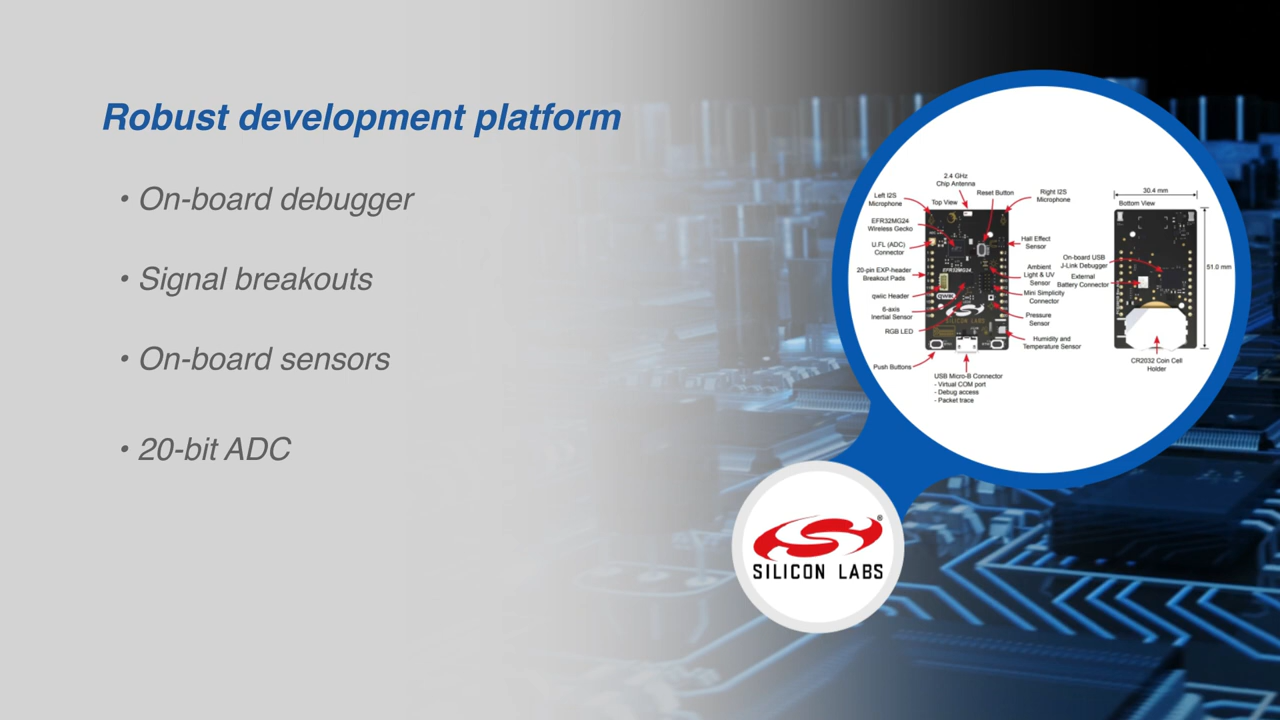 Robust development platform
• On-board debugger
• Signal breakouts
• On-board sensors
• 20-bit ADC
2.4 GHz
Chip Antenna
Left I2S
Microphone
Top View
Reset Button
Right I2S
Microphone
EFR32MG24
Wireless Gecko
U.FL (ADC)
Connector
20-pin EXP-header
Breakout Pads
qwiic Header
6-axis
Inertial Sensor
RGB LED
Push Buttons
Hall Effect
Sensor
Ambient
Light & UV
Sensor
Mini Simplicity
Connector
Pressure
Sensor
Humidity and
Temperature Sensor
EFR32MG24
qwiic
SILICON LABS
USB Micro-B Connector
- Virtual COM port
- Debug access
- Packet trace
30.4 mm
Bottom View
On-board USB
J-Link Debugger
External
Battery Connector
51.0 mm
CR2032 Coin Cell
Holder
SILICON LABS
®